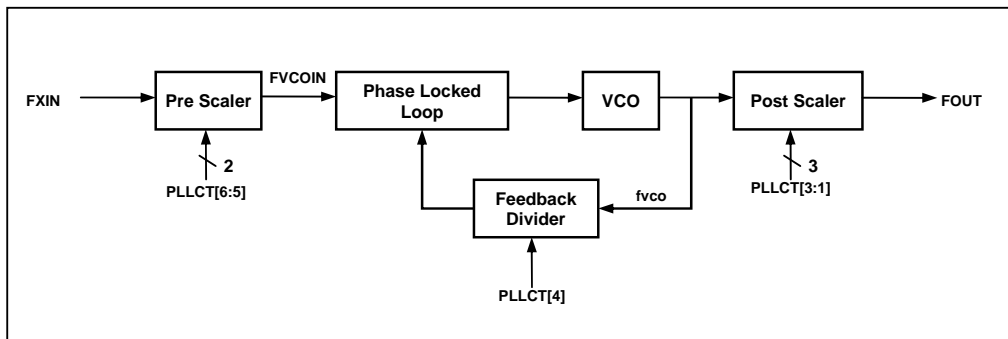 FXIN
Pre Scaler
FVCOIN
Phase Locked
Loop
VCO
Post Scaler
FOUT
2
PLLCT[6:5]
3
PLLCT[3:1]
Feedback
Divider
fvco
PLLCT[4]